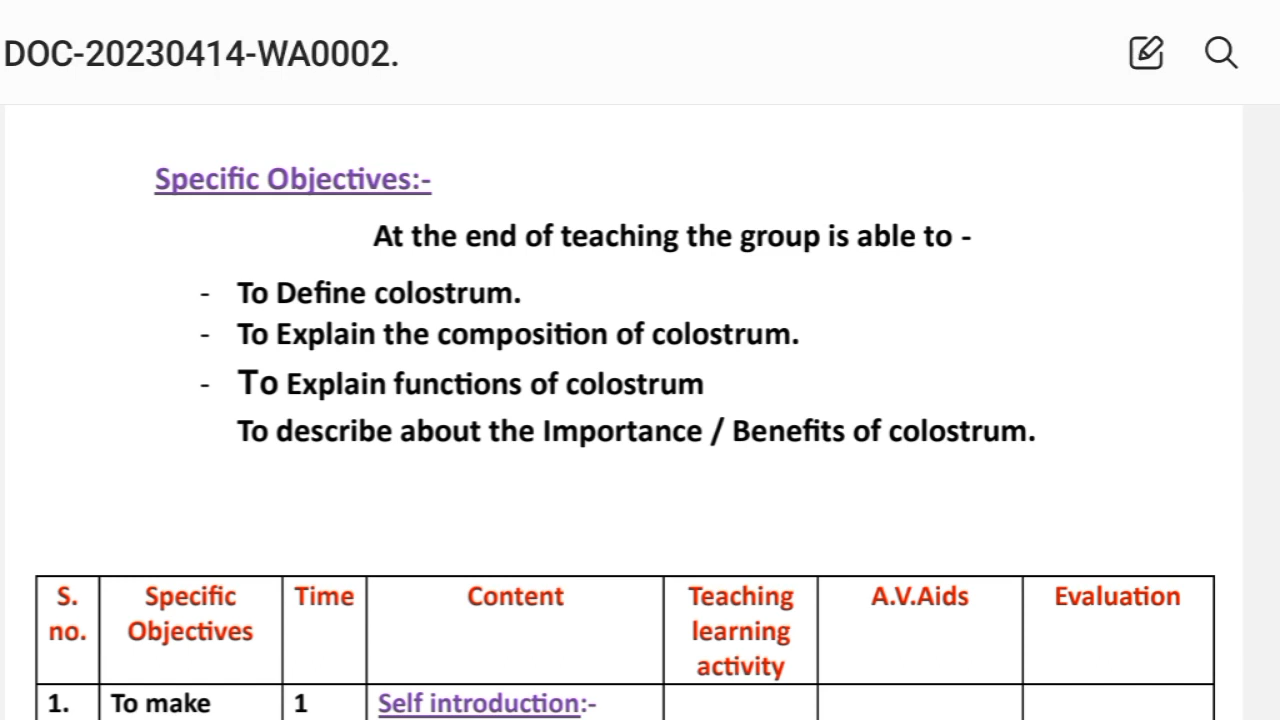 DOC-20230414-WA0002.
Specific Objectives:-
At the end of teaching the group is able to -
- To Define colostrum.
- To Explain the composition of colostrum.
- To Explain functions of colostrum
To describe about the Importance / Benefits of colostrum.
S. no. Specific Objectives Time Content Teaching learning activity A.V.Aids Evaluation
1. To make 1 Self introduction:-